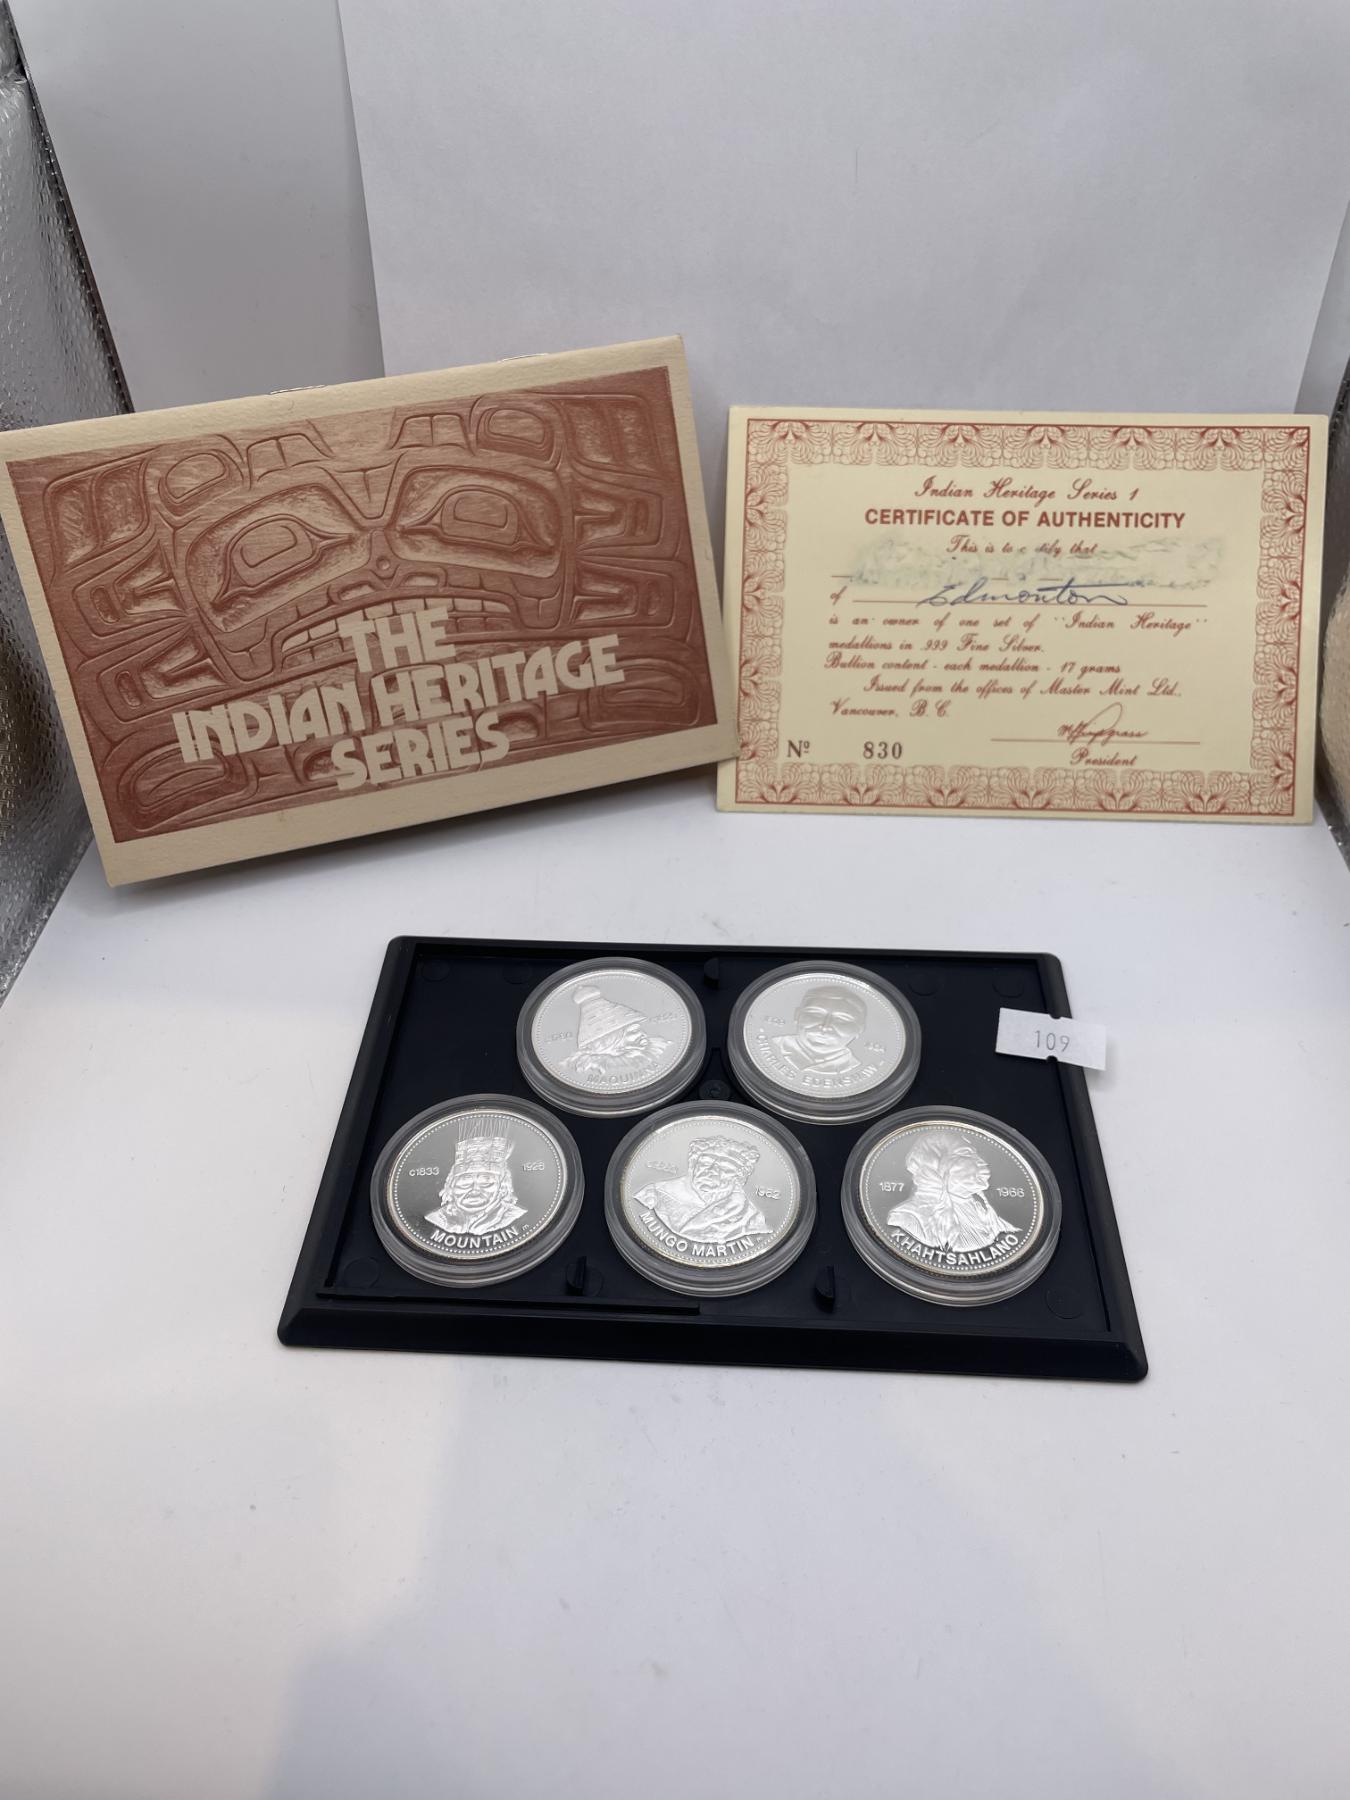 THE
INDIAN HERITAGE
SERIES
Indian Heritage Series 1
CERTIFICATE OF AUTHENTICITY
This is to c tify that
of Edmonton
is an owner of one set of "Indian Heritage"
medallions in .999 Fine Silver.
Bullion content - each medallion - 17 grams
Issued from the offices of Master Mint Ltd.,
Vancouver, B. C.
Nº 830
President
109
MAQUINNA
CHARLES EDENSHAW
c1833 1928
MOUNTAIN
1962
MUNGO MARTIN
1877 1966
KHAHTSAHLANO